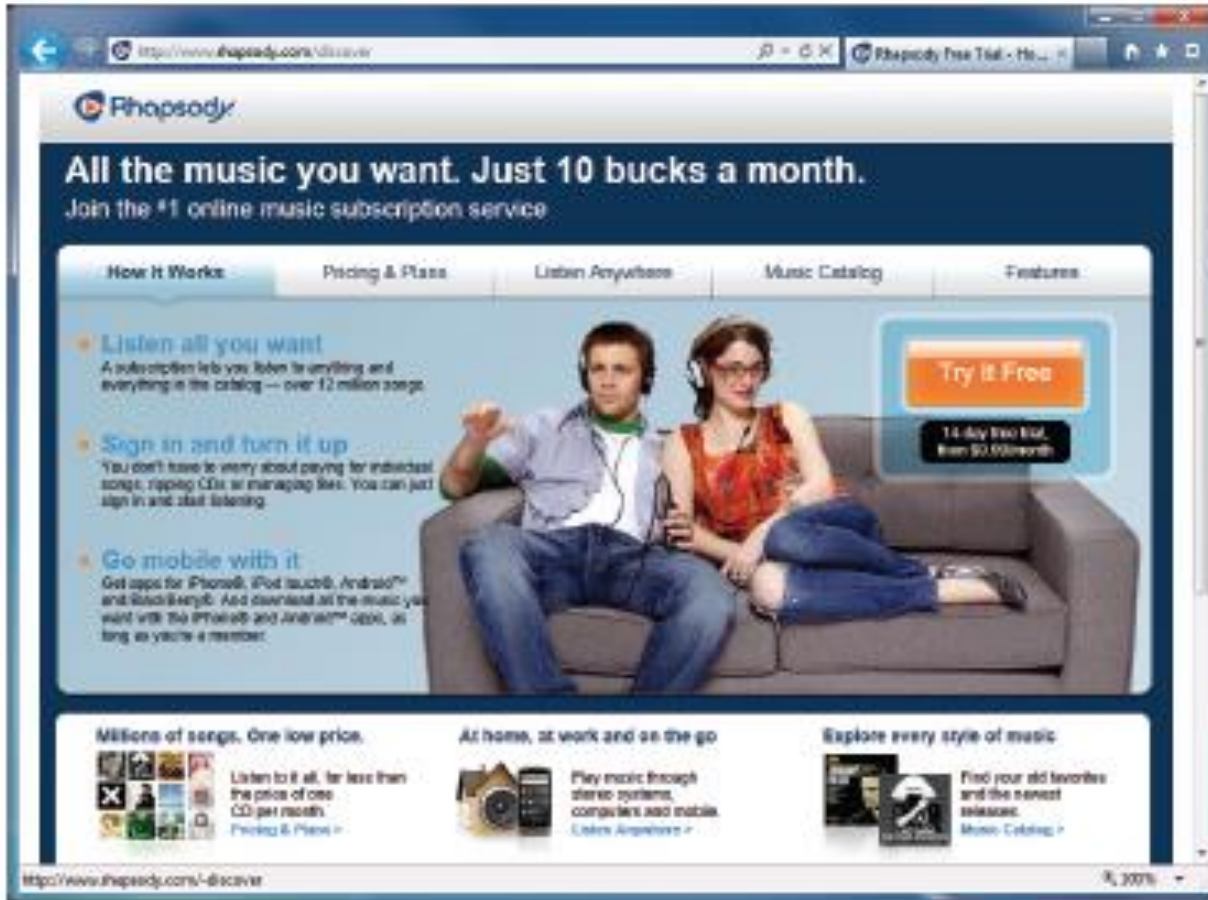 http://www.rhapsody.com/discover
Rhapsody Free Trial - Ho...
Rhapsody
All the music you want. Just 10 bucks a month.
Join the #1 online music subscription service
How It Works
Pricing & Plans
Listen Anywhere
Music Catalog
Features
Listen all you want
A subscription lets you listen to anything and
everything in the catalog — over 12 million songs.
Sign in and turn it up
You don't have to worry about paying for individual
songs, ripping CDs or managing files. You can just
sign in and start listening.
Go mobile with it
Get apps for iPhone®, iPod touch®, Android™
and BlackBerry®. And download all the music you
want with the iPhone® and Android™ apps, as
long as you're a member.
Try It Free
14-day free trial,
then $9.99/month
Millions of songs. One low price.
Listen to it all, for less than
the price of one
CD per month.
Pricing & Plans >
At home, at work and on the go
Play music through
stereo systems,
computers and mobile.
Listen Anywhere >
Explore every style of music
Find your old favorites
and the newest
releases.
Music Catalog >
http://www.rhapsody.com/-discover
100%